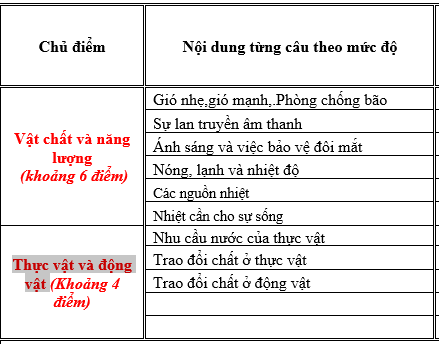 Chủ điểm
Nội dung từng câu theo mức độ
Vật chất và năng
lượng
(khoảng 6 điểm)
Gió nhẹ,gió mạnh,.Phòng chống bão
Sự lan truyền âm thanh
Ánh sáng và việc bảo vệ đôi mắt
Nóng, lạnh và nhiệt độ
Các nguồn nhiệt
Nhiệt cần cho sự sống
Thực vật và động
vật (Khoảng 4
điểm)
Nhu cầu nước của thực vật
Trao đổi chất ở thực vật
Trao đổi chất ở động vật